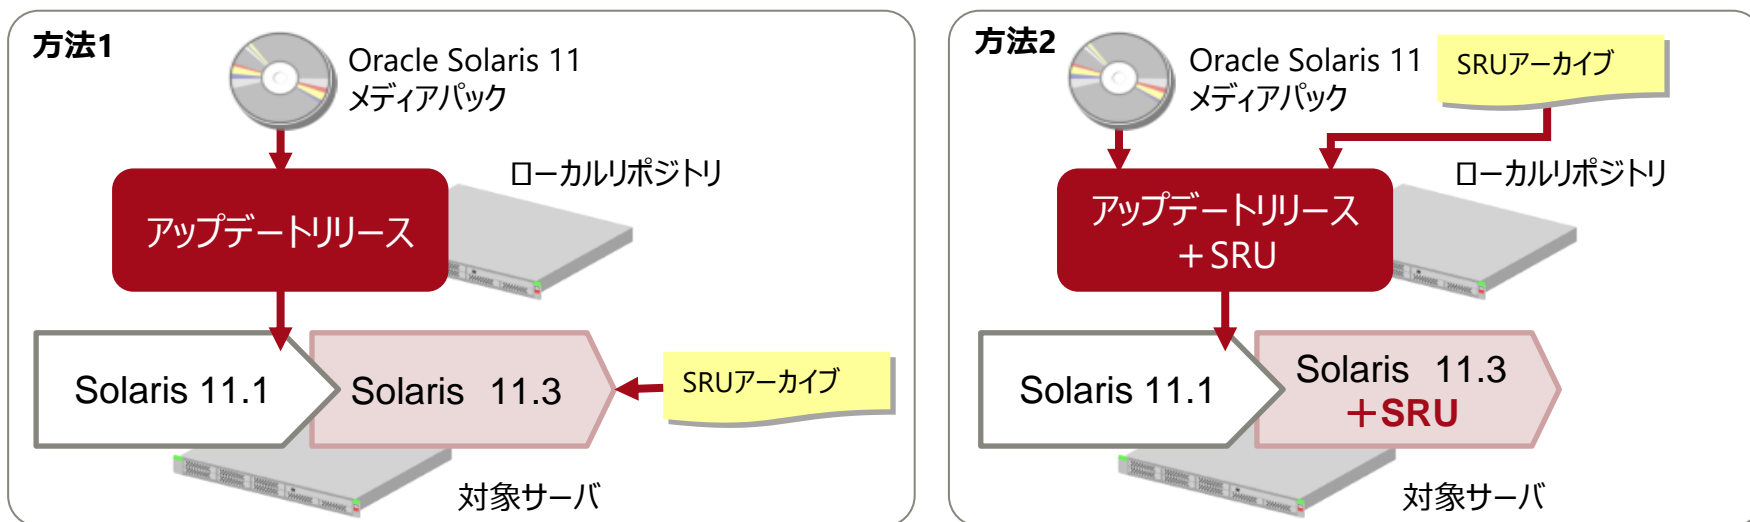 方法1
Oracle Solaris 11
メディアパック
ローカルリポジトリ
アップデートリリース
Solaris 11.1
Solaris 11.3
SRUアーカイブ
対象サーバ
方法2
Oracle Solaris 11
メディアパック
SRUアーカイブ
ローカルリポジトリ
アップデートリリース
＋SRU
Solaris 11.1
Solaris 11.3
＋SRU
対象サーバ